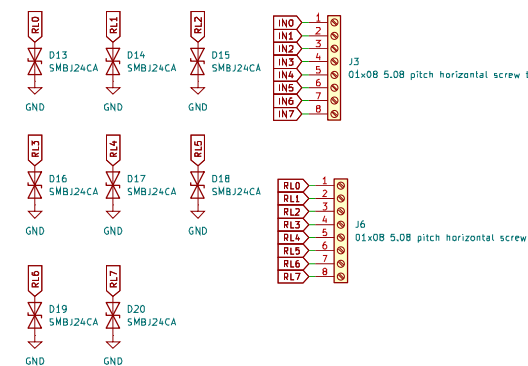 RL0 RL1 RL2
D13 D14 D15
SMBJ24CA SMBJ24CA SMBJ24CA
GND GND GND
IN0 1
IN1 2
IN2 3
IN3 4
IN4 5
IN5 6
IN6 7
IN7 8
J3
01x08 5.08 pitch horizontal screw t
RL3 RL4 RL5
D16 D17 D18
SMBJ24CA SMBJ24CA SMBJ24CA
GND GND GND
RL0 1
RL1 2
RL2 3
RL3 4
RL4 5
RL5 6
RL6 7
RL7 8
J6
01x08 5.08 pitch horizontal screw
RL6 RL7
D19 D20
SMBJ24CA SMBJ24CA
GND GND